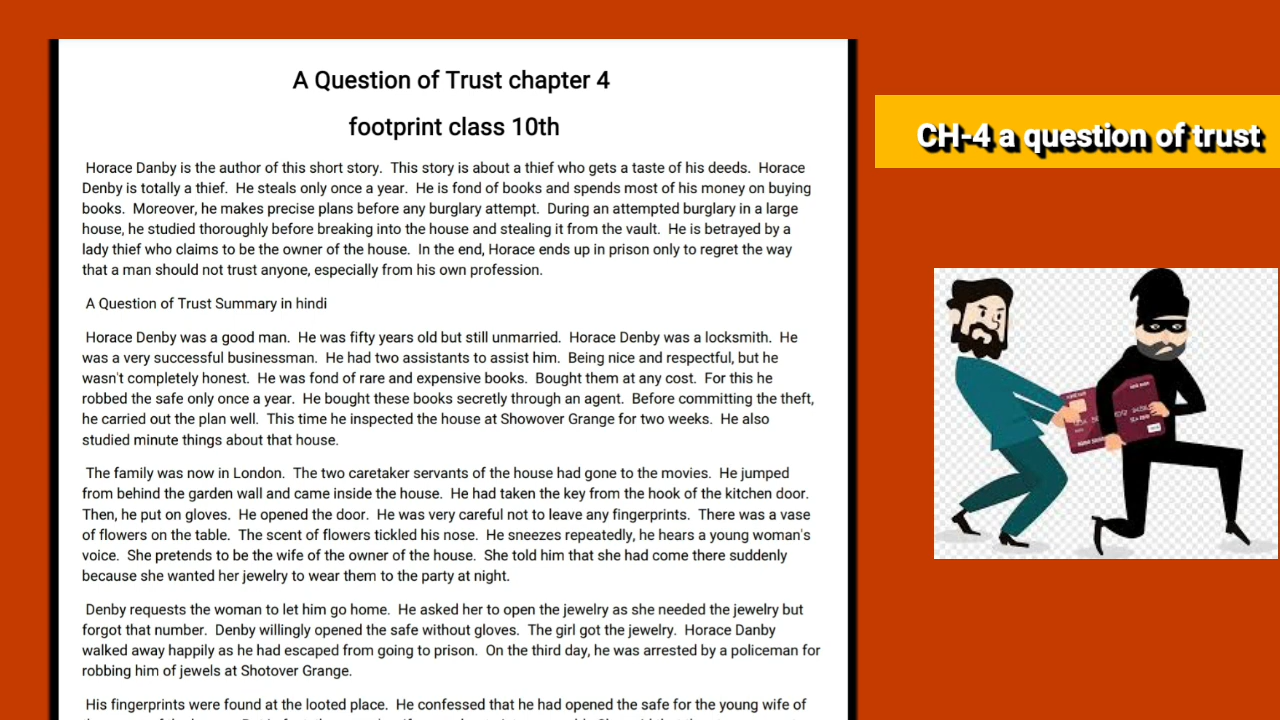 A Question of Trust chapter 4
footprint class 10th
Horace Danby is the author of this short story. This story is about a thief who gets a taste of his deeds. Horace
Denby is totally a thief. He steals only once a year. He is fond of books and spends most of his money on buying
books. Moreover, he makes precise plans before any burglary attempt. During an attempted burglary in a large
house, he studied thoroughly before breaking into the house and stealing it from the vault. He is betrayed by a
lady thief who claims to be the owner of the house. In the end, Horace ends up in prison only to regret the way
that a man should not trust anyone, especially from his own profession.
A Question of Trust Summary in hindi
Horace Denby was a good man. He was fifty years old but still unmarried. Horace Denby was a locksmith. He
was a very successful businessman. He had two assistants to assist him. Being nice and respectful, but he
wasn't completely honest. He was fond of rare and expensive books. Bought them at any cost. For this he
robbed the safe only once a year. He bought these books secretly through an agent. Before committing the theft,
he carried out the plan well. This time he inspected the house at Showover Grange for two weeks. He also
studied minute things about that house.
The family was now in London. The two caretaker servants of the house had gone to the movies. He jumped
from behind the garden wall and came inside the house. He had taken the key from the hook of the kitchen door.
Then, he put on gloves. He opened the door. He was very careful not to leave any fingerprints. There was a vase
of flowers on the table. The scent of flowers tickled his nose. He sneezes repeatedly, he hears a young woman's
voice. She pretends to be the wife of the owner of the house. She told him that she had come there suddenly
because she wanted her jewelry to wear them to the party at night.
Denby requests the woman to let him go home. He asked her to open the jewelry as she needed the jewelry but
forgot that number. Denby willingly opened the safe without gloves. The girl got the jewelry. Horace Danby
walked away happily as he had escaped from going to prison. On the third day, he was arrested by a policeman for
robbing him of jewels at Shotover Grange.
His fingerprints were found at the looted place. He confessed that he had opened the safe for the young wife of
CH-4 a question of trust